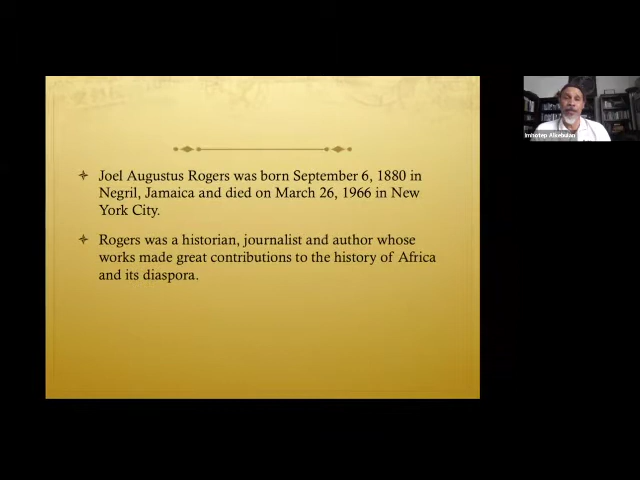 Joel Augustus Rogers was born September 6, 1880 in
Negril, Jamaica and died on March 26, 1966 in New
York City.
Rogers was a historian, journalist and author whose
works made great contributions to the history of Africa
and its diaspora.
Imhotep Alkebulan